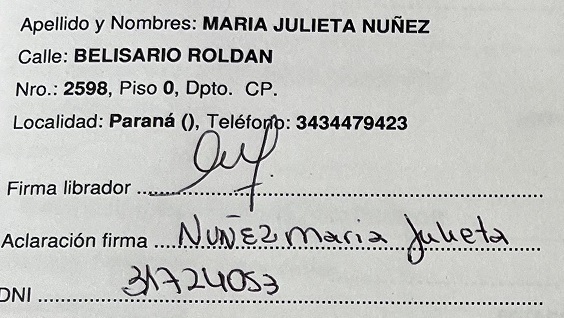 Apellido y Nombres: MARIA JULIETA NUÑEZ
Calle: BELISARIO ROLDAN
Nro.: 2598, Piso 0, Dpto. CP.
Localidad: Paraná (), Teléfono: 3434479423
Firma librador
Aclaración firma NUÑEZ maria Julieta
DNI 31724053